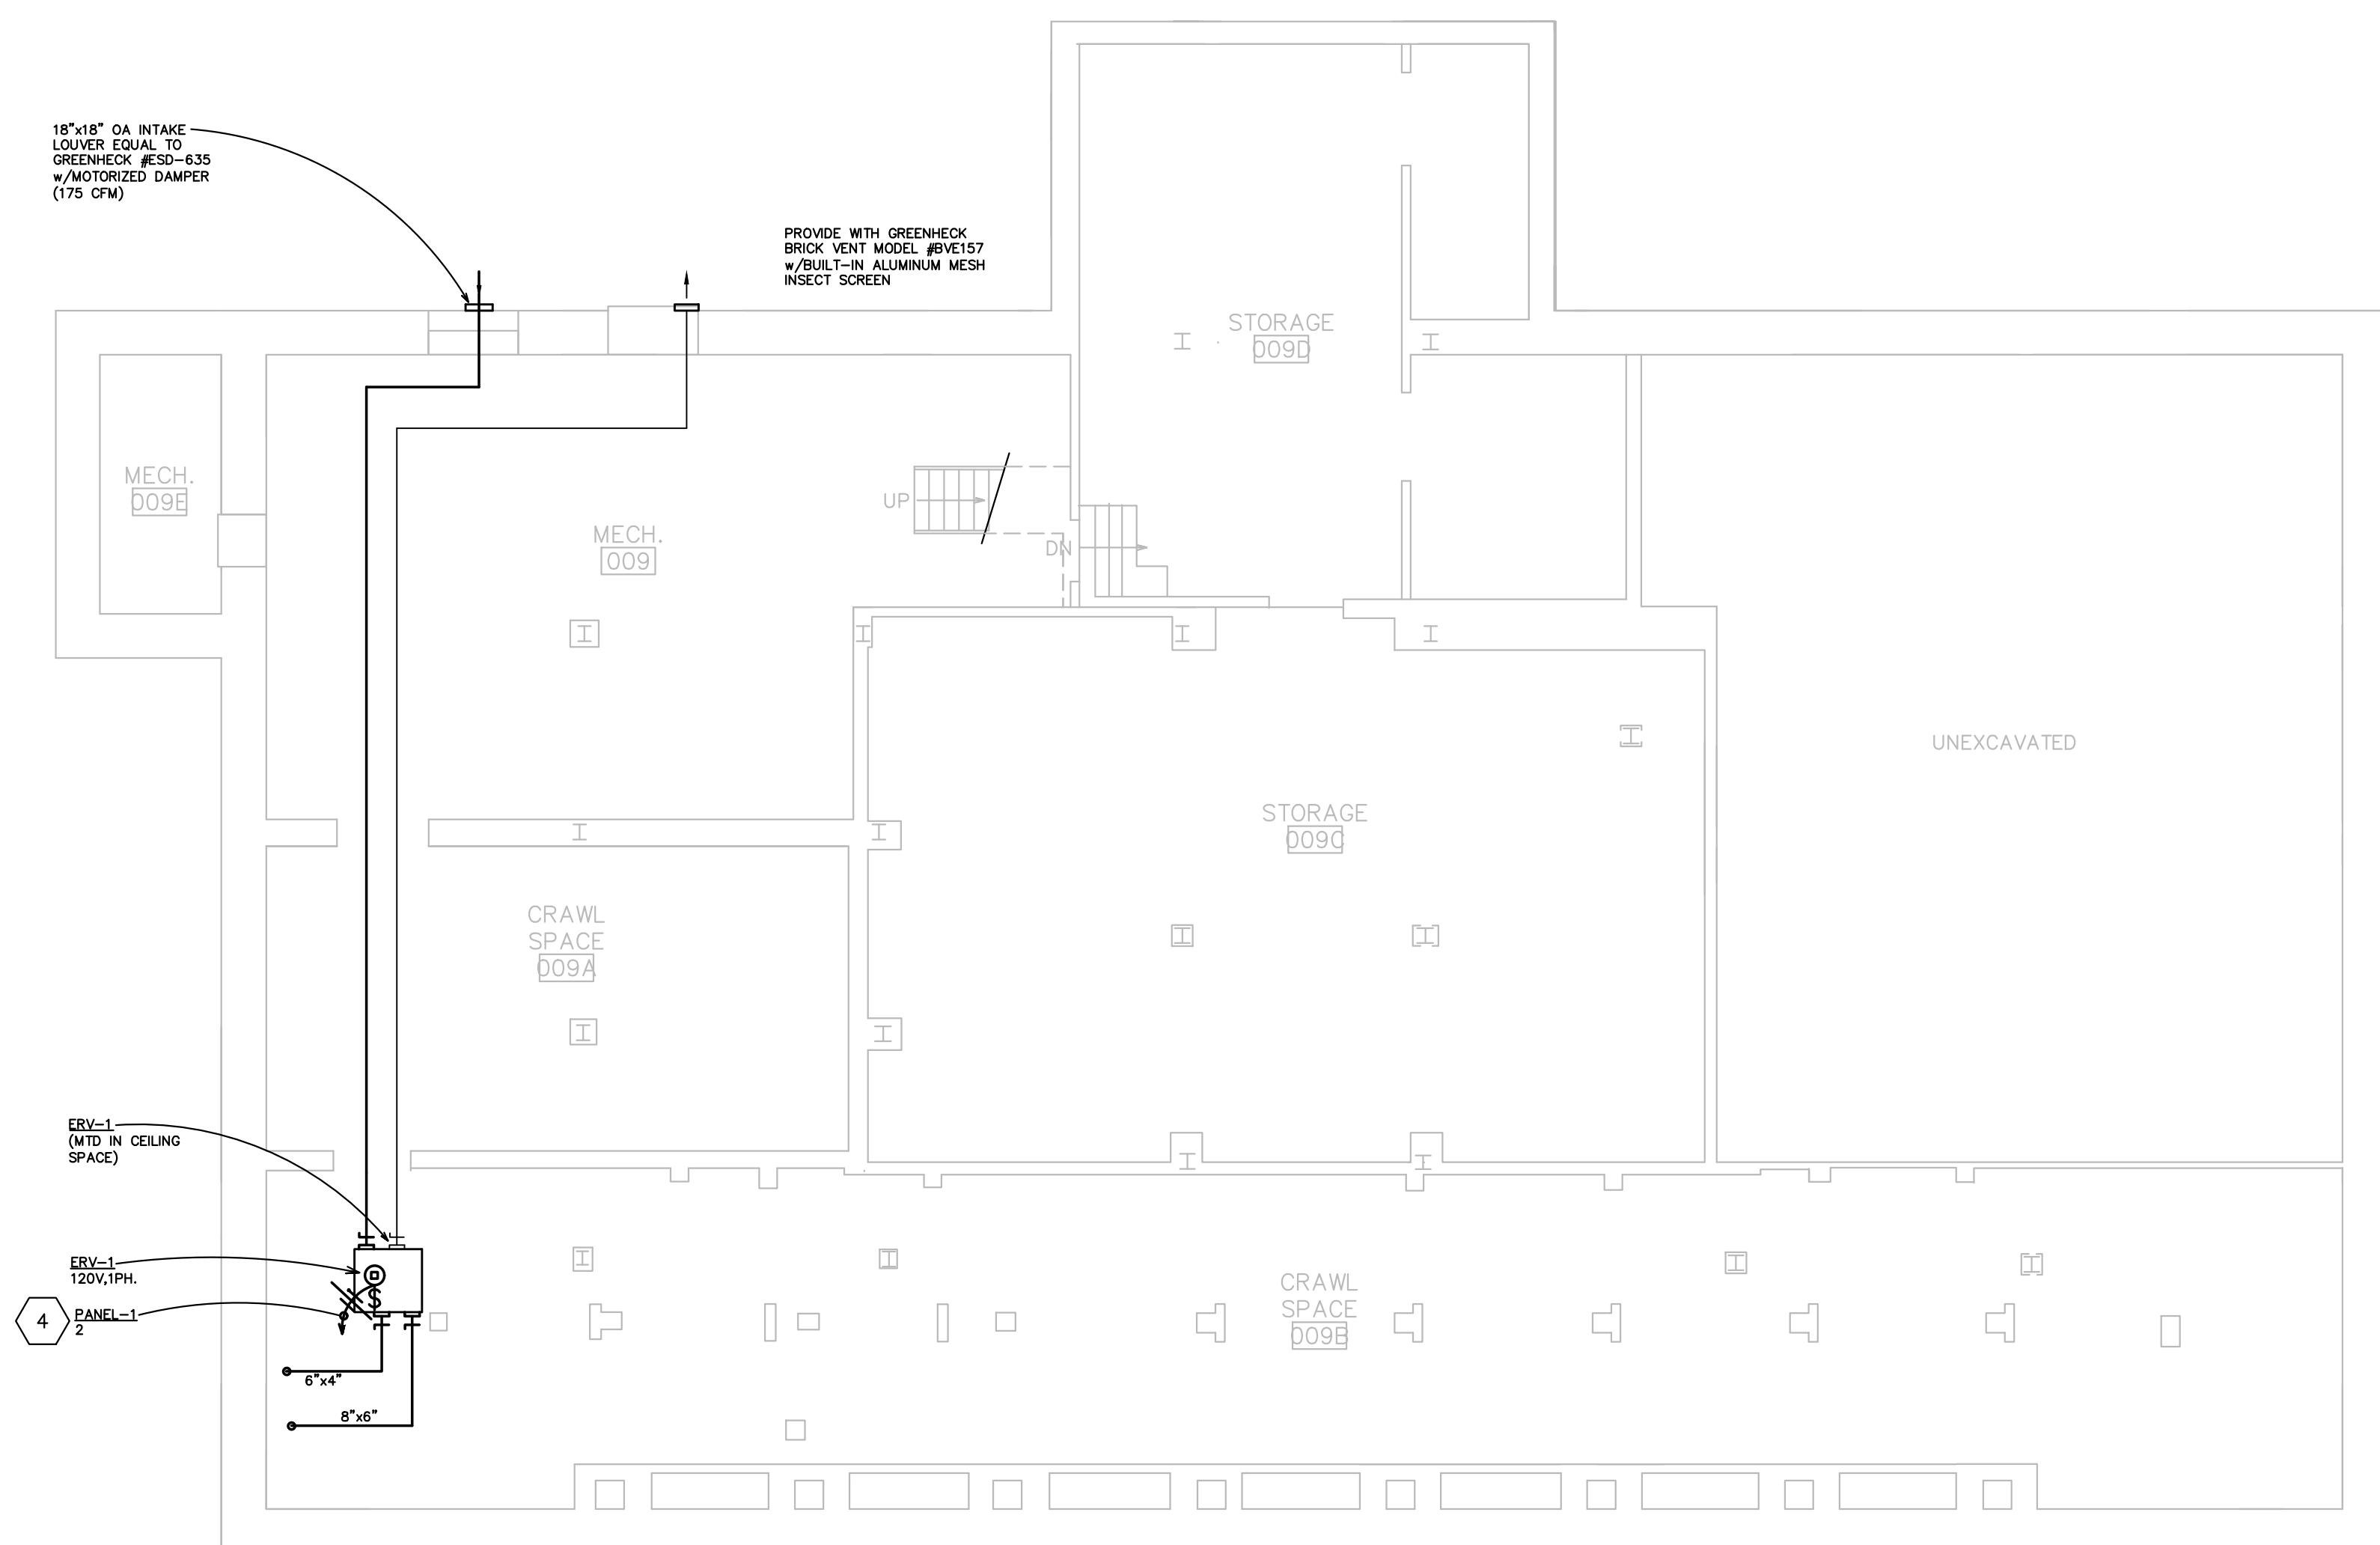 18"x18" OA INTAKE
LOUVER EQUAL TO
GREENHECK #ESD-635
w/MOTORIZED DAMPER
(175 CFM)
PROVIDE WITH GREENHECK
BRICK VENT MODEL #BVE157
w/BUILT-IN ALUMINUM MESH
INSECT SCREEN
STORAGE
009D
MECH.
009E
UP
MECH.
009
DN
UNEXCAVATED
STORAGE
009C
CRAWL
SPACE
009A
ERV-1
(MTD IN CEILING
SPACE)
ERV-1
120V,1PH.
4
PANEL-1
2
$
CRAWL
SPACE
009B
6"x4"
8"x6"